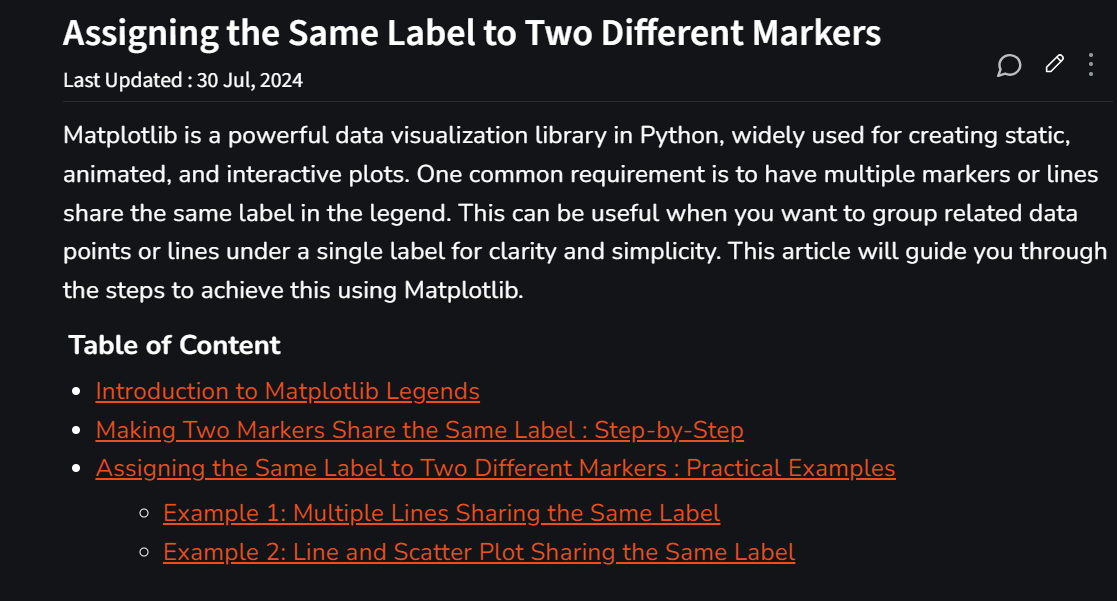 Assigning the Same Label to Two Different Markers
Last Updated : 30 Jul, 2024
Matplotlib is a powerful data visualization library in Python, widely used for creating static,
animated, and interactive plots. One common requirement is to have multiple markers or lines
share the same label in the legend. This can be useful when you want to group related data
points or lines under a single label for clarity and simplicity. This article will guide you through
the steps to achieve this using Matplotlib.
Table of Content
Introduction to Matplotlib Legends
Making Two Markers Share the Same Label : Step-by-Step
Assigning the Same Label to Two Different Markers : Practical Examples
Example 1: Multiple Lines Sharing the Same Label
Example 2: Line and Scatter Plot Sharing the Same Label